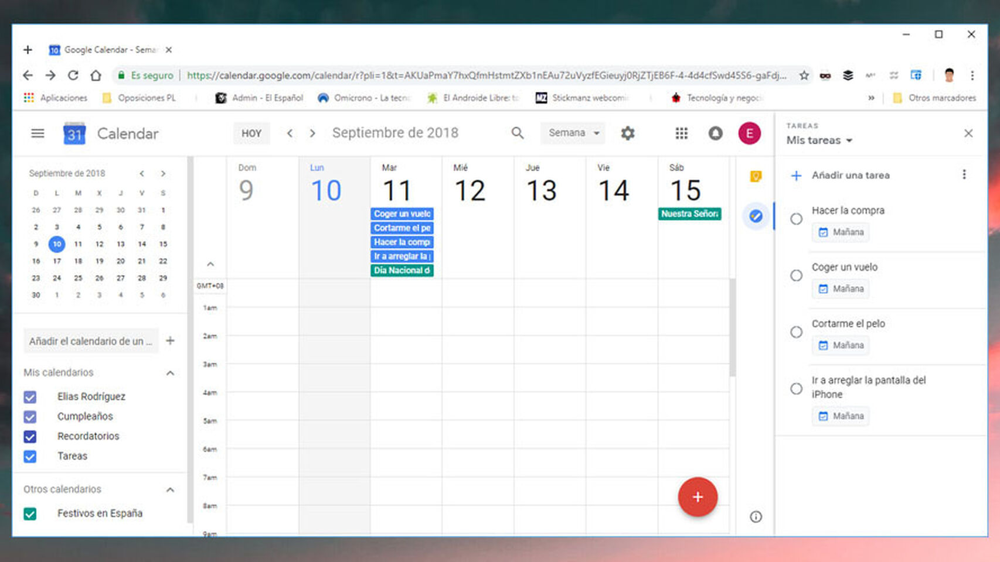 Google Calendar - Sema
Es seguro
https://calendar.google.com/calendar/r?pli=1&t=AKUaPmaY7hxQfmHstmtZXb1nEAu72uVyzfEGieuyj0RjZTjEB6F-4-4d4cfSwd45S6-gaFdj...
Aplicaciones
Oposiciones PL
Admin - El Español
Omicrono - La tecnc
El Androide Libre: to
Stickmanz webcomi
Tecnología y negoci
»
Otros marcadores
31
Calendar
HOY
Septiembre de 2018
Semana
E
TAREAS
Mis tareas
Septiembre de 2018
D L M X J V S
26 27 28 29 30 31 1
2 3 4 5 6 7 8
9 10 11 12 13 14 15
16 17 18 19 20 21 22
23 24 25 26 27 28 29
30 1 2 3 4 5 6
Añadir el calendario de un ...
Mis calendarios
Elias Rodríguez
Cumpleaños
Recordatorios
Tareas
Otros calendarios
Festivos en España
Dom Lun Mar Mié Jue Vie Sáb
9 10 11 12 13 14 15
Coger un vuelo
Cortarme el pe
Hacer la comp
Ir a arreglar la
Día Nacional d
Nuestra Señor
GMT+08
1am
2am
3am
4am
5am
6am
7am
8am
9am
Añadir una tarea
Hacer la compra
Mañana
Coger un vuelo
Mañana
Cortarme el pelo
Mañana
Ir a arreglar la pantalla del
iPhone
Mañana